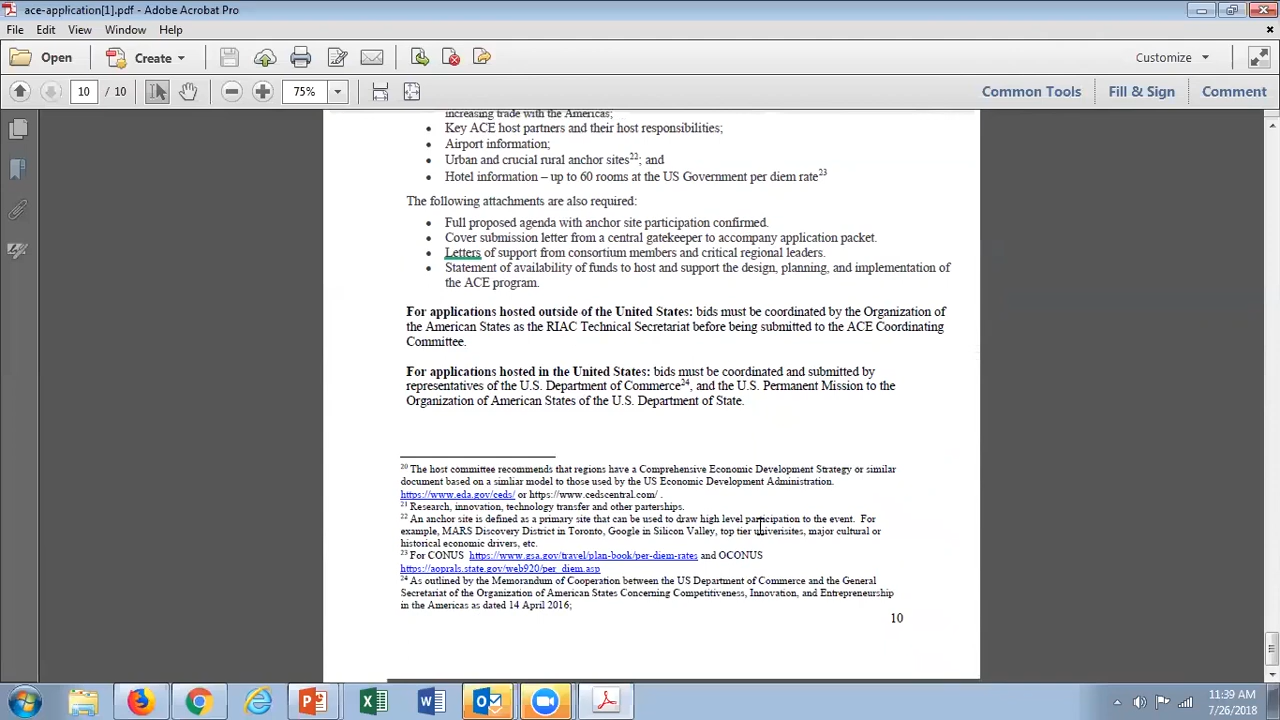 ace-application[1].pdf - Adobe Acrobat Pro
File Edit View Window Help
Open Create Customize
10 / 10 75% Common Tools Fill & Sign Comment
increasing trade with the Americas;
• Key ACE host partners and their host responsibilities;
• Airport information;
• Urban and crucial rural anchor sites22; and
• Hotel information – up to 60 rooms at the US Government per diem rate23
The following attachments are also required:
• Full proposed agenda with anchor site participation confirmed.
• Cover submission letter from a central gatekeeper to accompany application packet.
• Letters of support from consortium members and critical regional leaders.
• Statement of availability of funds to host and support the design, planning, and implementation of
the ACE program.
For applications hosted outside of the United States: bids must be coordinated by the Organization of
the American States as the RIAC Technical Secretariat before being submitted to the ACE Coordinating
Committee.
For applications hosted in the United States: bids must be coordinated and submitted by
representatives of the U.S. Department of Commerce24, and the U.S. Permanent Mission to the
Organization of American States of the U.S. Department of State.
20 The host committee recommends that regions have a Comprehensive Economic Development Strategy or similar
document based on a simliar model to those used by the US Economic Development Administration.
https://www.eda.gov/ceds/ or https://www.cedscentral.com/ .
21 Research, innovation, technology transfer and other parterships.
22 An anchor site is defined as a primary site that can be used to draw high level participation to the event. For
example, MARS Discovery District in Toronto, Google in Silicon Valley, top tier univerisites, major cultural or
historical economic drivers, etc.
23 For CONUS https://www.gsa.gov/travel/plan-book/per-diem-rates and OCONUS
https://aoprals.state.gov/web920/per_diem.asp
24 As outlined by the Memorandum of Cooperation between the US Department of Commerce and the General
Secretariat of the Organization of American States Concerning Competitiveness, Innovation, and Entrepreneurship
in the Americas as dated 14 April 2016;
10
11:39 AM
7/26/2018